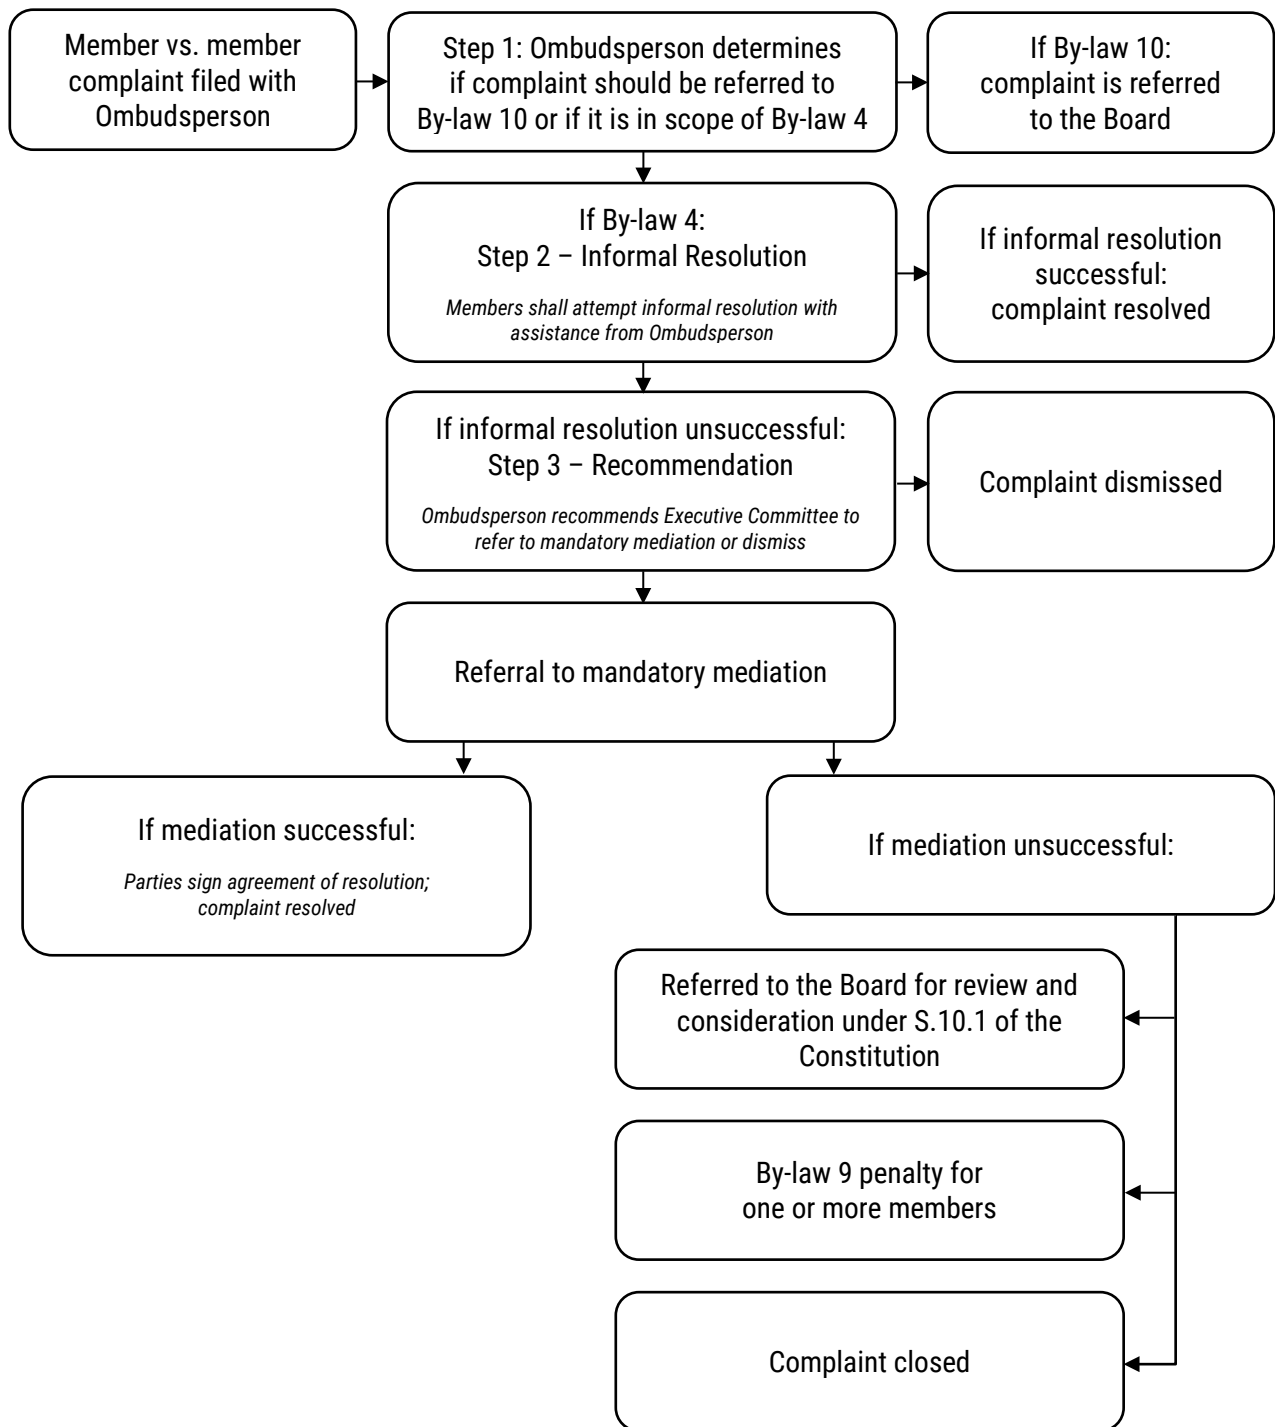 Member vs. member
complaint filed with
Ombudsperson
Step 1: Ombudsperson determines
if complaint should be referred to
By-law 10 or if it is in scope of By-law 4
If By-law 10:
complaint is referred
to the Board
If By-law 4:
Step 2 – Informal Resolution
Members shall attempt informal resolution with
assistance from Ombudsperson
If informal resolution
successful:
complaint resolved
If informal resolution unsuccessful:
Step 3 – Recommendation
Ombudsperson recommends Executive Committee to
refer to mandatory mediation or dismiss
Complaint dismissed
Referral to mandatory mediation
If mediation successful:
Parties sign agreement of resolution;
complaint resolved
If mediation unsuccessful:
Referred to the Board for review and
consideration under S.10.1 of the
Constitution
By-law 9 penalty for
one or more members
Complaint closed